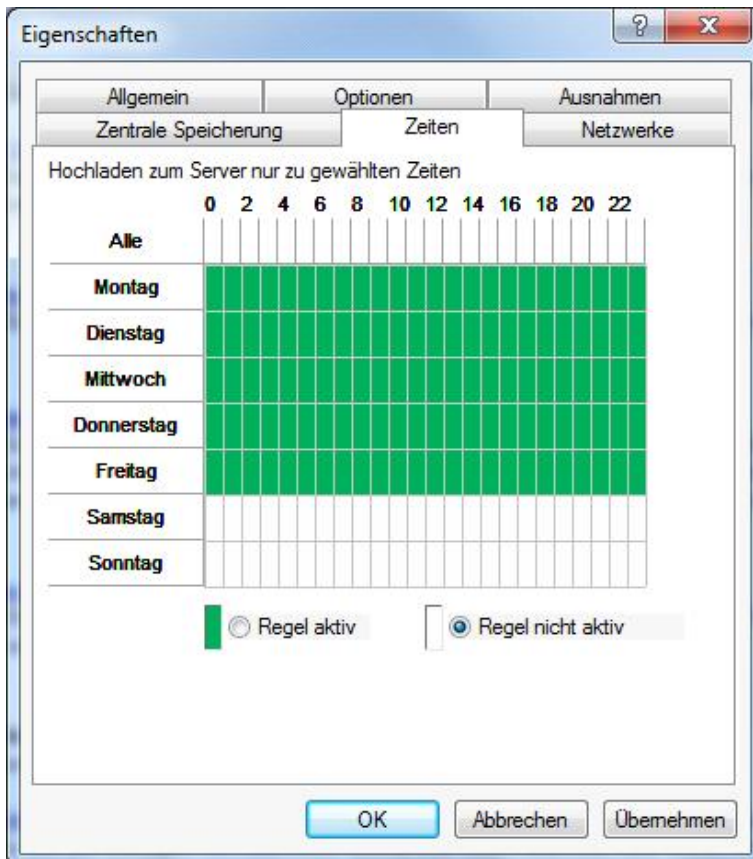 Eigenschaften
?
Allgemein
Optionen
Ausnahmen
Zentrale Speicherung
Zeiten
Netzwerke
Hochladen zum Server nur zu gewählten Zeiten
0 2 4 6 8 10 12 14 16 18 20 22
Alle
Montag
Dienstag
Mittwoch
Donnerstag
Freitag
Samstag
Sonntag
Regel aktiv
Regel nicht aktiv
OK
Abbrechen
Übernehmen